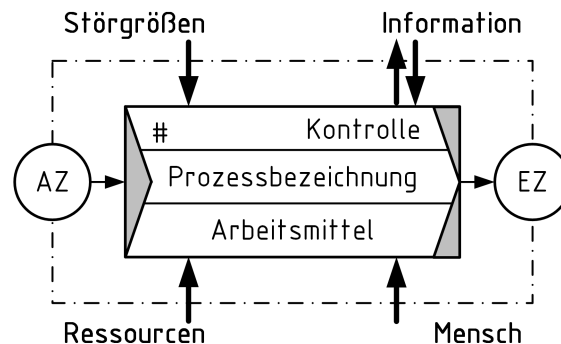 Störgrößen Information
# Kontrolle
AZ Prozessbezeichnung EZ
Arbeitsmittel
Ressourcen Mensch